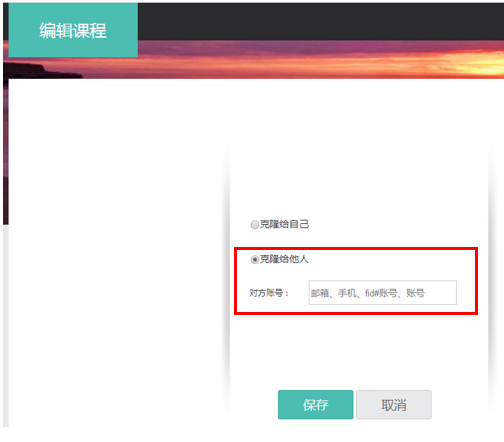 编辑课程
克隆给自己
克隆给他人
对方账号：
邮箱、手机、fid#账号、账号
保存
取消